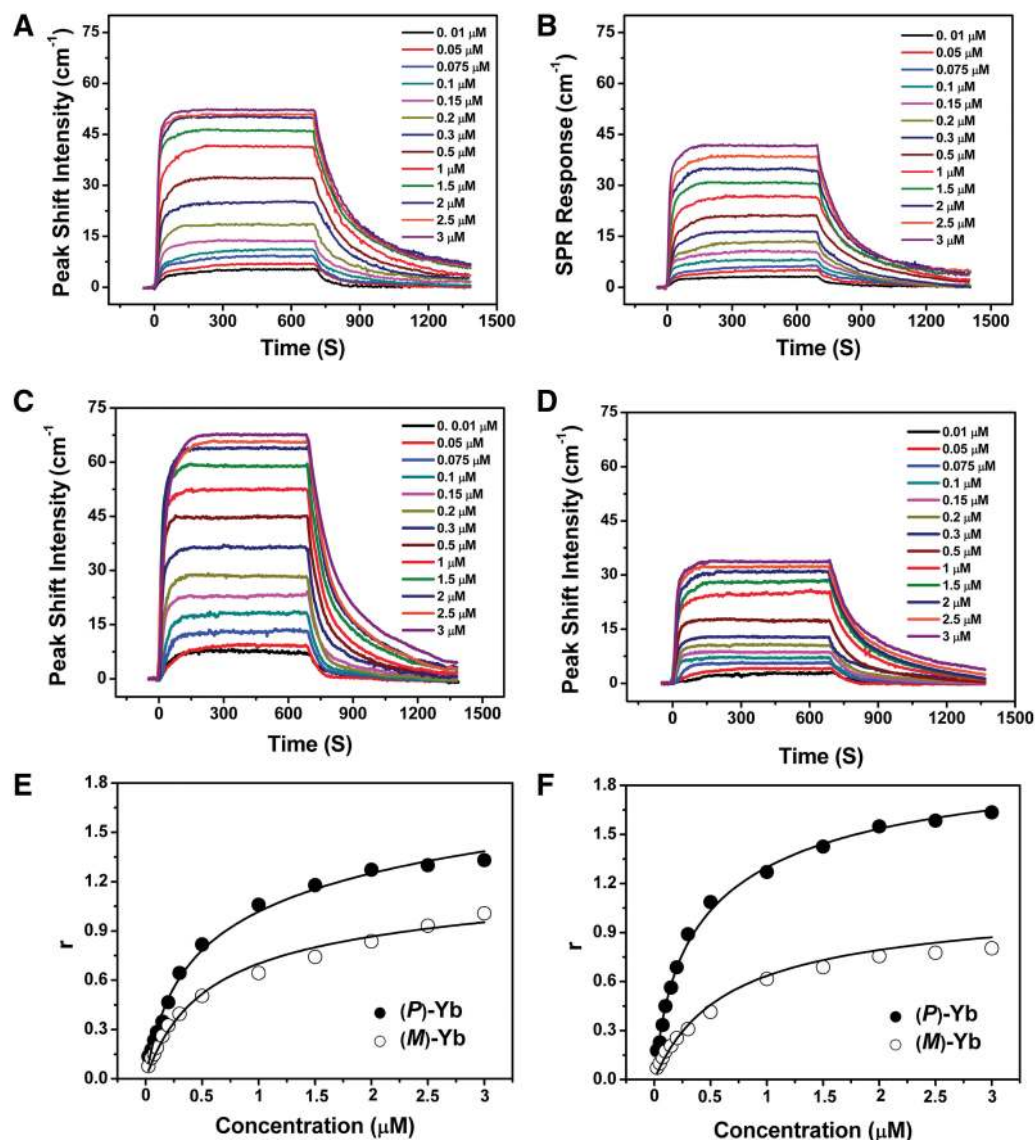 A
Peak Shift Intensity (cm⁻¹)
75
60
45
30
15
0
0 300 600 900 1200 1500
Time (S)
0. 01 µM
0.05 µM
0.075 µM
0.1 µM
0.15 µM
0.2 µM
0.3 µM
0.5 µM
1 µM
1.5 µM
2 µM
2.5 µM
3 µM
B
SPR Response (cm⁻¹)
75
60
45
30
15
0
0 300 600 900 1200 1500
Time (S)
0. 01 µM
0.05 µM
0.075 µM
0.1 µM
0.15 µM
0.2 µM
0.3 µM
0.5 µM
1 µM
1.5 µM
2 µM
2.5 µM
3 µM
C
Peak Shift Intensity (cm⁻¹)
75
60
45
30
15
0
0 300 600 900 1200 1500
Time (S)
0. 0.01 µM
0.05 µM
0.075 µM
0.1 µM
0.15 µM
0.2 µM
0.3 µM
0.5 µM
1 µM
1.5 µM
2 µM
2.5 µM
3 µM
D
Peak Shift Intensity (cm⁻¹)
75
60
45
30
15
0
0 300 600 900 1200 1500
Time (S)
0.01 µM
0.05 µM
0.075 µM
0.1 µM
0.15 µM
0.2 µM
0.3 µM
0.5 µM
1 µM
1.5 µM
2 µM
2.5 µM
3 µM
E
r
1.8
1.5
1.2
0.9
0.6
0.3
0.0
0 0.5 1 1.5 2 2.5 3
Concentration (µM)
(P)-Yb
(M)-Yb
F
r
1.8
1.5
1.2
0.9
0.6
0.3
0.0
0 0.5 1 1.5 2 2.5 3
Concentration (µM)
(P)-Yb
(M)-Yb